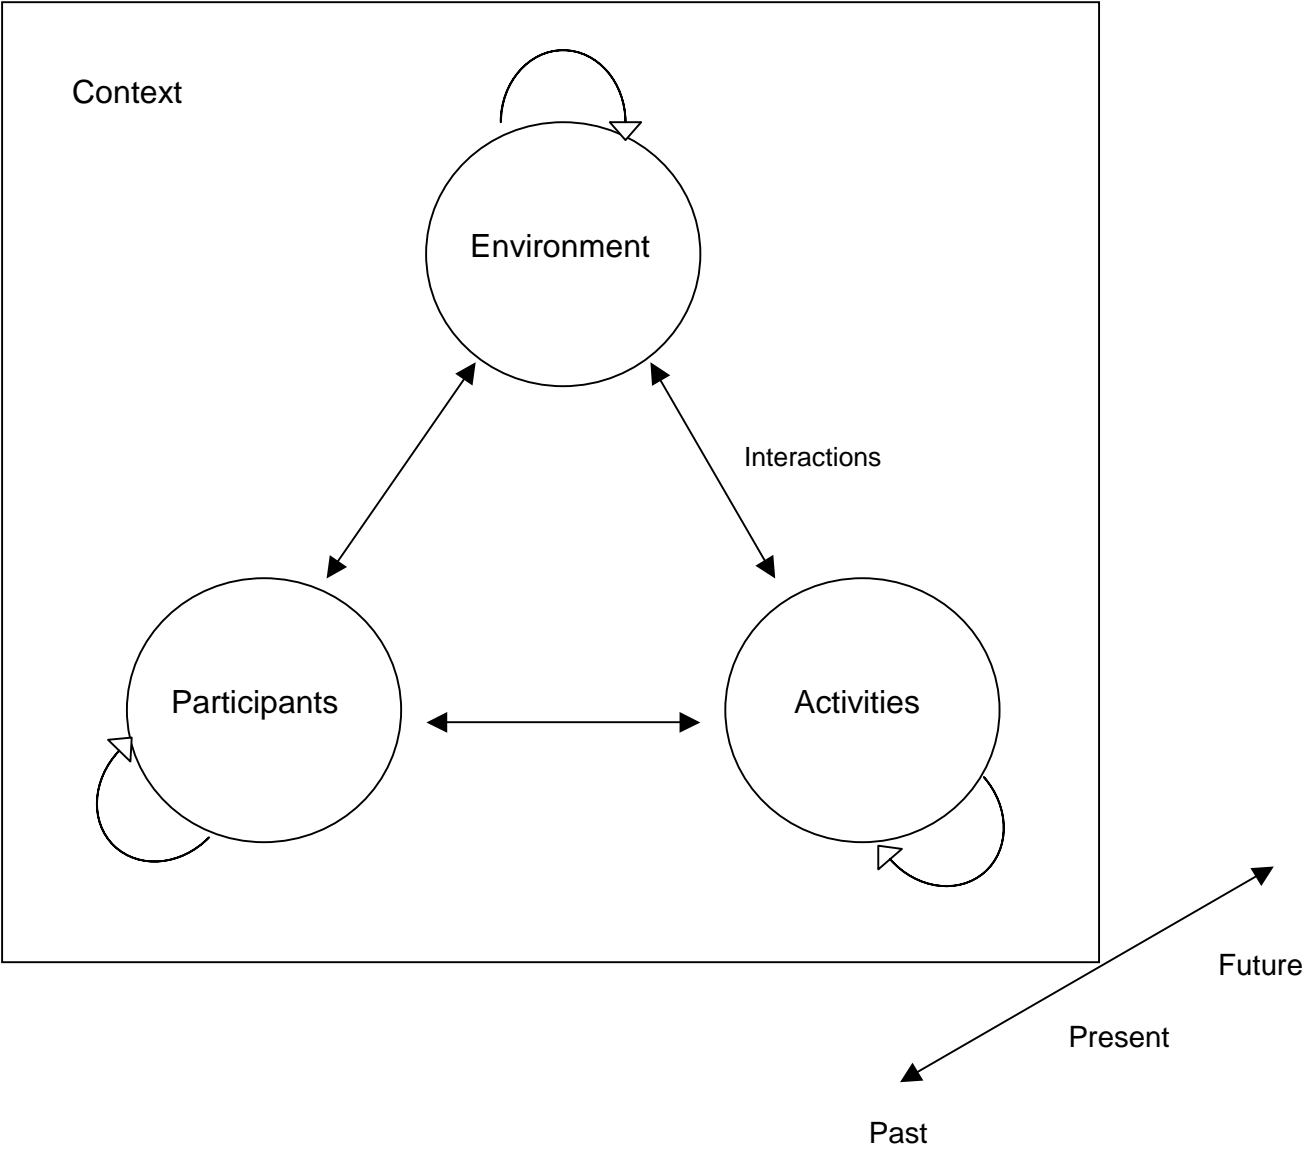 Context
Environment
Interactions
Participants
Activities
Future
Present
Past